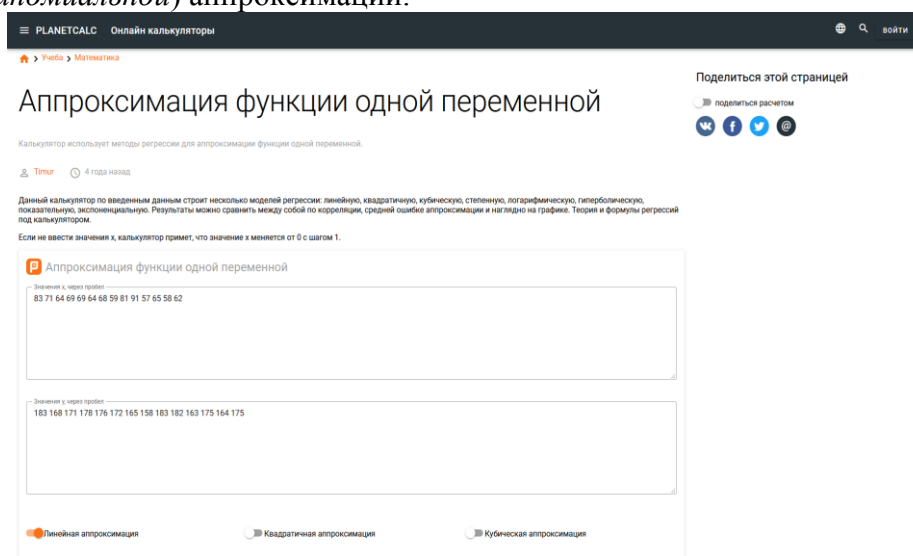 аппроксимации.
PLANETCALC Онлайн калькуляторы
войти
Учеба > Математика
Поделиться этой страницей
Аппроксимация функции одной переменной
поделиться расчетом
Калькулятор использует методы регрессии для аппроксимации функции одной переменной.
Timur 4 года назад
Данный калькулятор по введенным данным строит несколько моделей регрессии: линейную, квадратичную, кубическую, степенную, логарифмическую, гиперболическую,
показательную, экспоненциальную. Результаты можно сравнить между собой по корреляции, средней ошибке аппроксимации и наглядно на графике. Теория и формулы регрессий
под калькулятором.
Если не ввести значения x, калькулятор примет, что значение x меняется от 0 с шагом 1.
Аппроксимация функции одной переменной
Значения x, через пробел
83 71 64 69 69 64 68 59 81 91 57 65 58 62
Значения y, через пробел
183 168 171 178 176 172 165 158 183 182 163 175 164 175
Линейная аппроксимация
Квадратичная аппроксимация
Кубическая аппроксимация